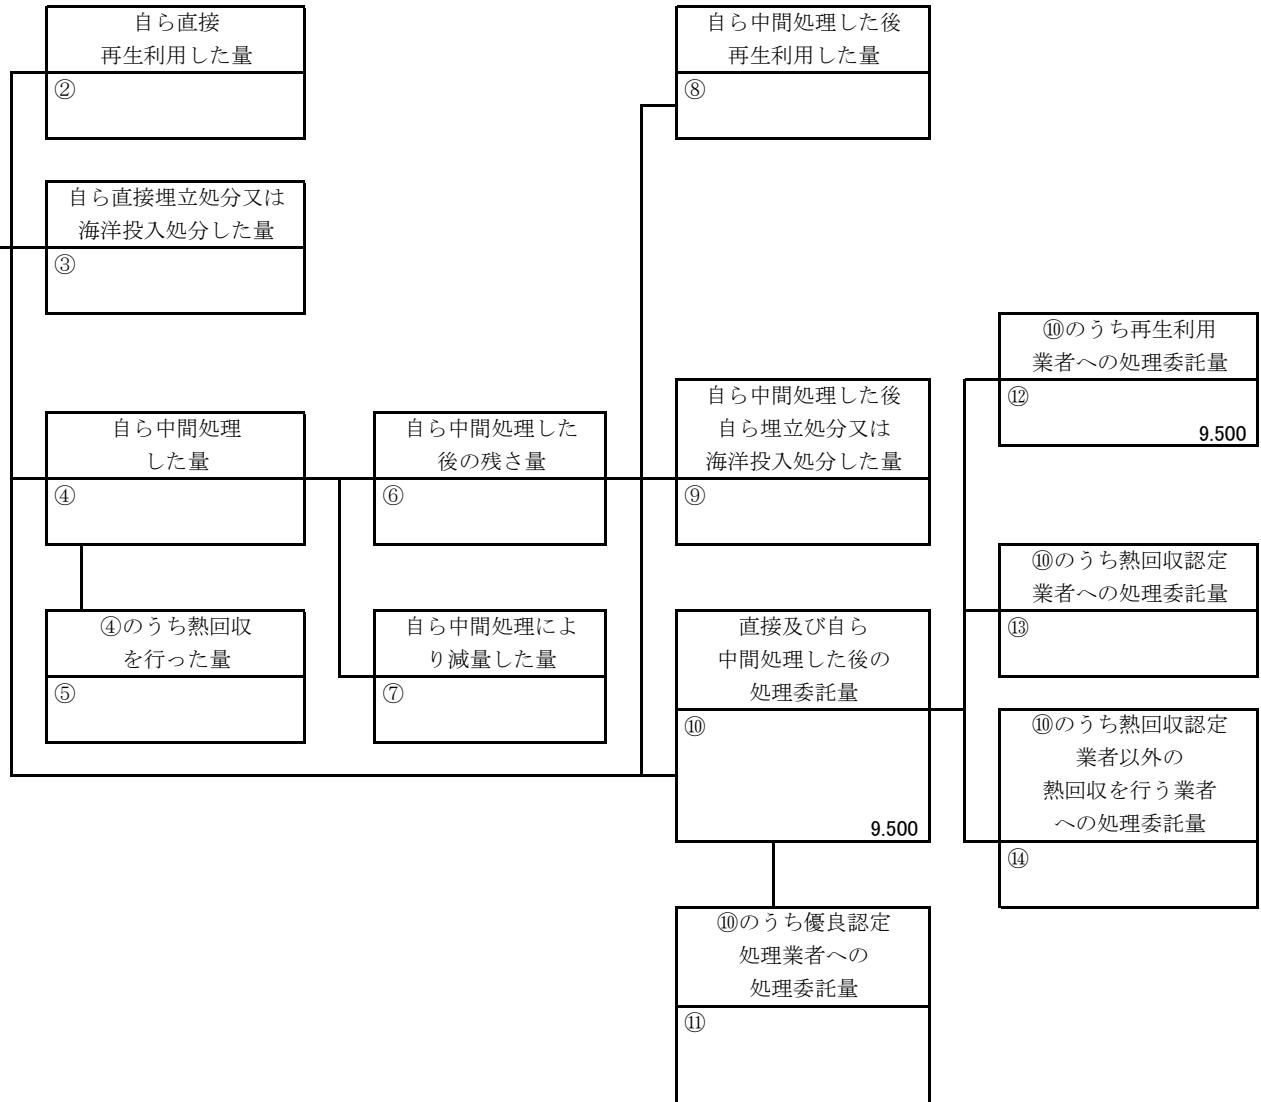 自ら直接
再生利用した量
②
自ら中間処理した後
再生利用した量
⑧
自ら直接埋立処分又は
海洋投入処分した量
③
⑩のうち再生利用
業者への処理委託量
⑫
9.500
自ら中間処理
した量
④
自ら中間処理した
後の残さ量
⑥
自ら中間処理した後
自ら埋立処分又は
海洋投入処分した量
⑨
⑩のうち熱回収認定
業者への処理委託量
⑬
④のうち熱回収
を行った量
⑤
自ら中間処理によ
り減量した量
⑦
直接及び自ら
中間処理した後の
処理委託量
⑩
9.500
⑩のうち熱回収認定
業者以外の
熱回収を行う業者
への処理委託量
⑭
⑩のうち優良認定
処理業者への
処理委託量
⑪